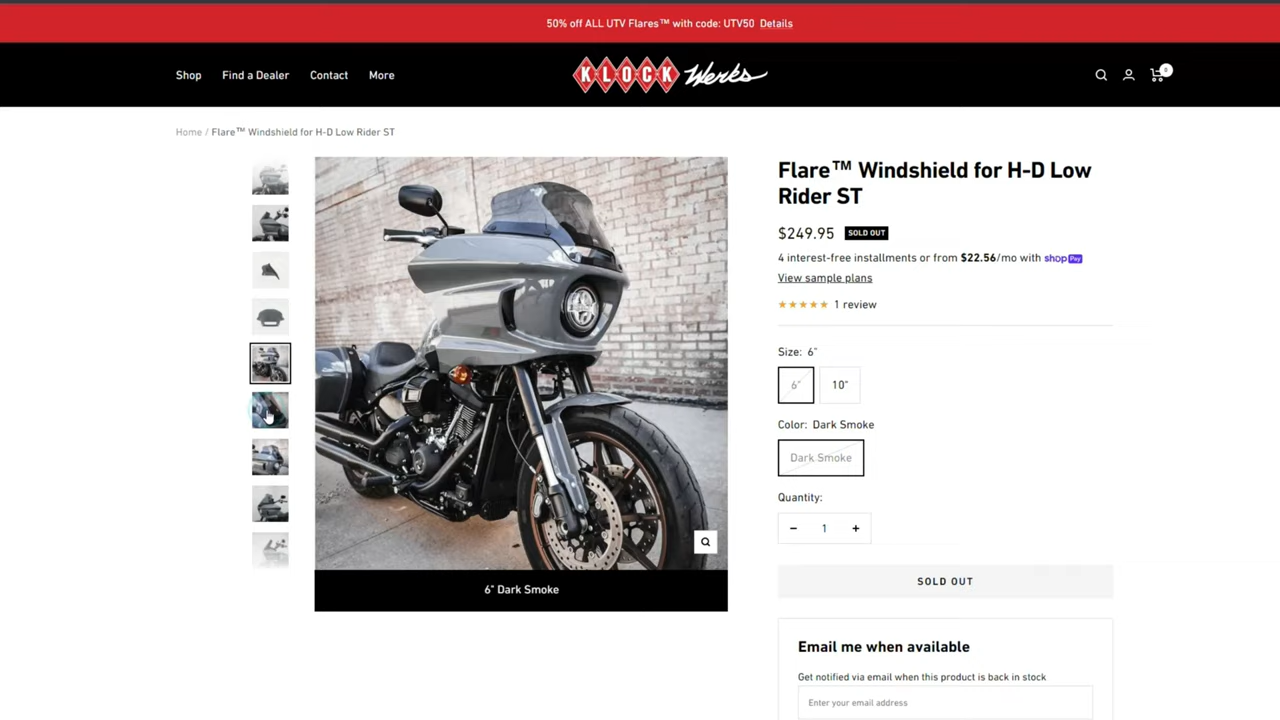 50% off ALL UTV Flares™ with code: UTV50 Details
Shop Find a Dealer Contact More
KLOCK Werks
0
Home / Flare™ Windshield for H-D Low Rider ST
Flare™ Windshield for H-D Low
Rider ST
$249.95 SOLD OUT
4 interest-free installments or from $22.56/mo with shop Pay
View sample plans
★★★★★ 1 review
Size: 6"
6" 10"
Color: Dark Smoke
Dark Smoke
Quantity:
− 1 +
SOLD OUT
6" Dark Smoke
Email me when available
Get notified via email when this product is back in stock
Enter your email address